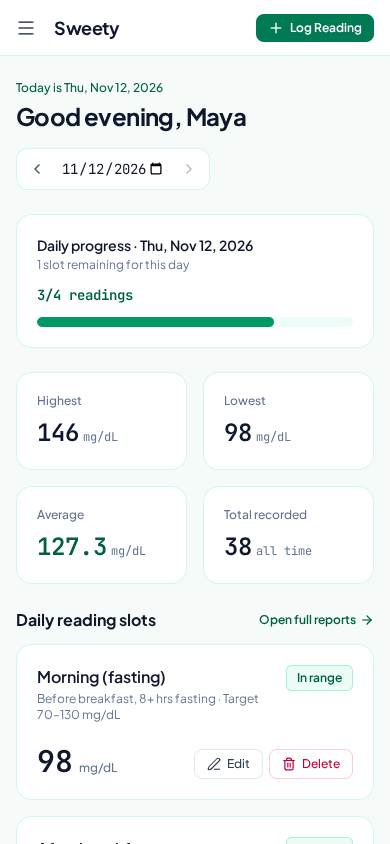 Sweety
Log Reading
Today is Thu, Nov 12, 2026
Good evening, Maya
11/12/2026
Daily progress · Thu, Nov 12, 2026
1 slot remaining for this day
3/4 readings
Highest
146 mg/dL
Lowest
98 mg/dL
Average
127.3 mg/dL
Total recorded
38 all time
Daily reading slots
Open full reports
Morning (fasting)
In range
Before breakfast, 8+ hrs fasting · Target
70–130 mg/dL
98 mg/dL
Edit
Delete